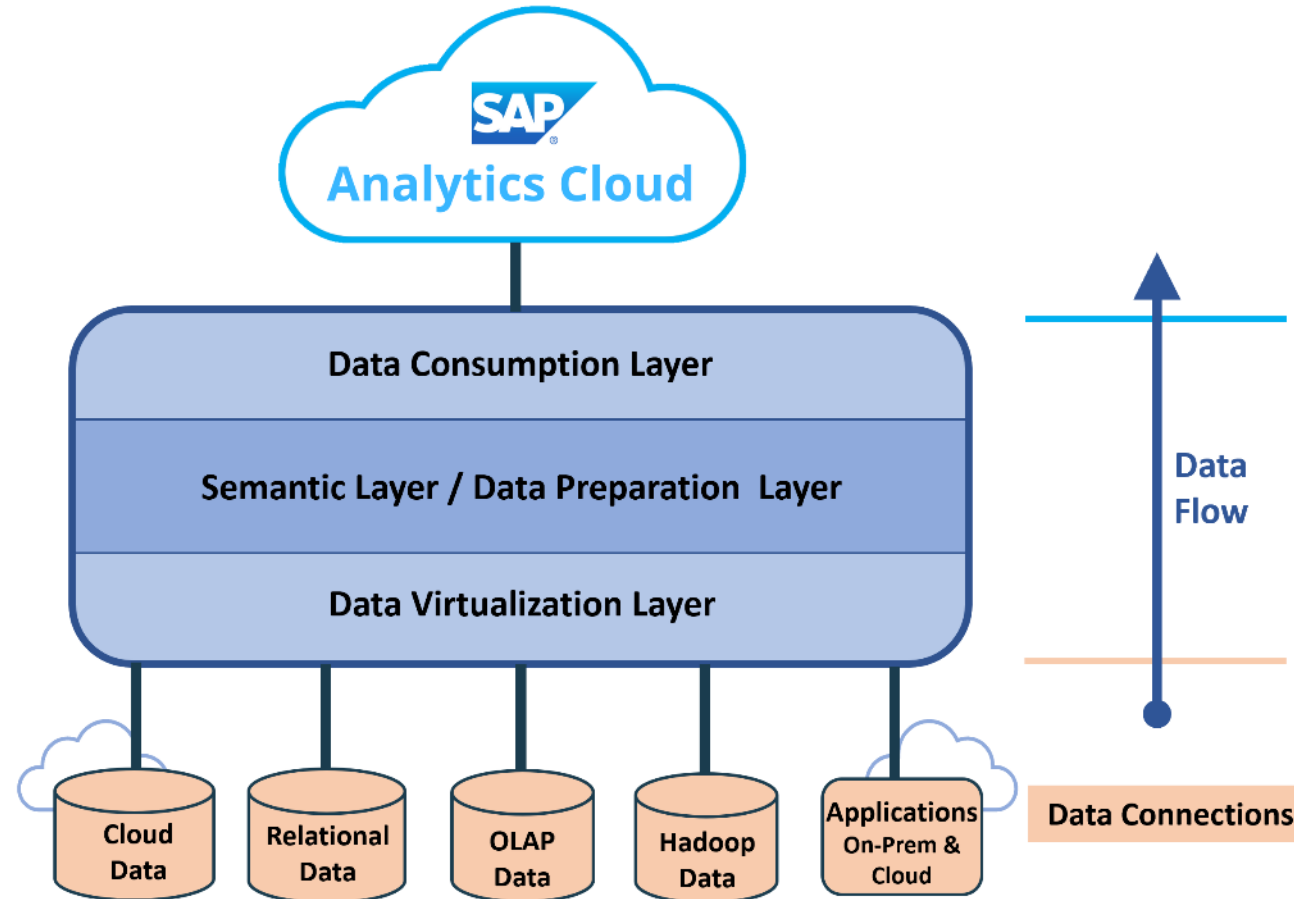 SAP
®
Analytics Cloud
Data Consumption Layer
Semantic Layer / Data Preparation Layer
Data Virtualization Layer
Data
Flow
Cloud
Data
Relational
Data
OLAP
Data
Hadoop
Data
Applications
On-Prem &
Cloud
Data Connections